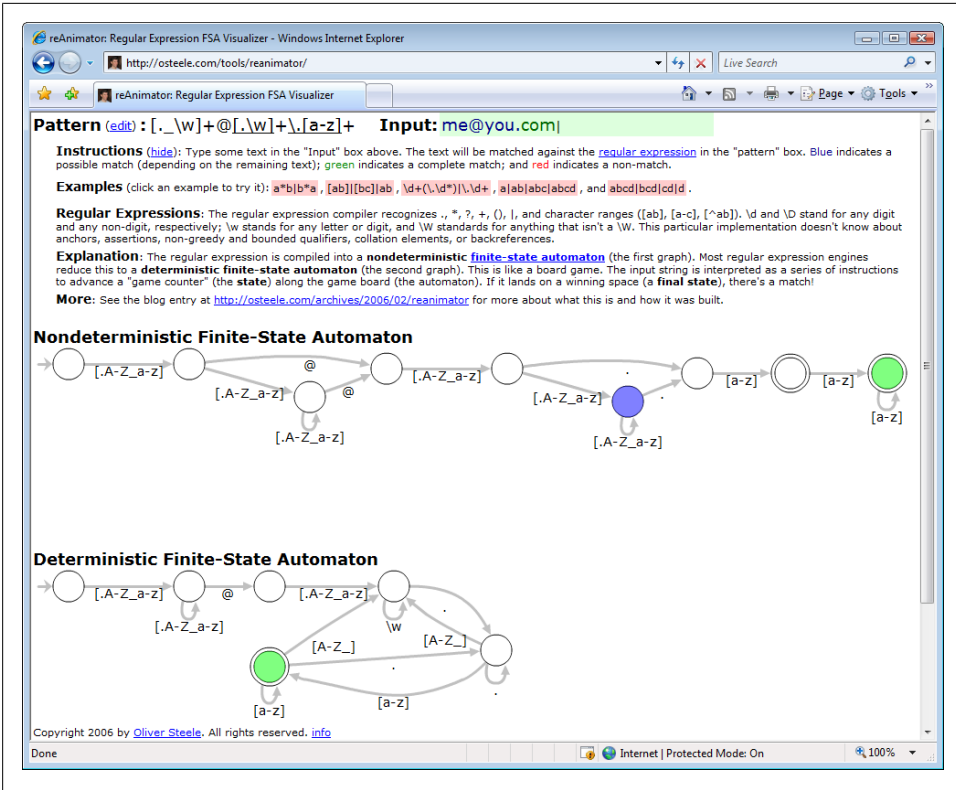 reAnimator: Regular Expression FSA Visualizer - Windows Internet Explorer
http://osteele.com/tools/reanimator/
Live Search
reAnimator: Regular Expression FSA Visualizer
Page
Tools
Pattern (edit) : [._\w]+@[.\w]+\.[a-z]+ Input: me@you.com|
Instructions (hide): Type some text in the "Input" box above. The text will be matched against the regular expression in the "pattern" box. Blue indicates a
possible match (depending on the remaining text); green indicates a complete match; and red indicates a non-match.
Examples (click an example to try it): a*b|b*a , [ab]|[bc]|ab , \d+(\.\d*)|\.\d+ , a|ab|abc|abcd , and abcd|bcd|cd|d .
Regular Expressions: The regular expression compiler recognizes ., *, ?, +, (), |, and character ranges ([ab], [a-c], [^ab]). \d and \D stand for any digit
and any non-digit, respectively; \w stands for any letter or digit, and \W standards for anything that isn't a \W. This particular implementation doesn't know about
anchors, assertions, non-greedy and bounded qualifiers, collation elements, or backreferences.
Explanation: The regular expression is compiled into a nondeterministic finite-state automaton (the first graph). Most regular expression engines
reduce this to a deterministic finite-state automaton (the second graph). This is like a board game. The input string is interpreted as a series of instructions
to advance a "game counter" (the state) along the game board (the automaton). If it lands on a winning space (a final state), there's a match!
More: See the blog entry at http://osteele.com/archives/2006/02/reanimator for more about what this is and how it was built.
Nondeterministic Finite-State Automaton
[.A-Z_a-z]
@
[.A-Z_a-z]
@
[.A-Z_a-z]
[.A-Z_a-z]
.
[.A-Z_a-z]
.
[.A-Z_a-z]
[a-z]
[a-z]
[a-z]
Deterministic Finite-State Automaton
[.A-Z_a-z]
@
[.A-Z_a-z]
.
[.A-Z_a-z]
\w
[A-Z_]
[A-Z_]
.
.
[a-z]
[a-z]
Copyright 2006 by Oliver Steele. All rights reserved. info
Done
Internet | Protected Mode: On
100%